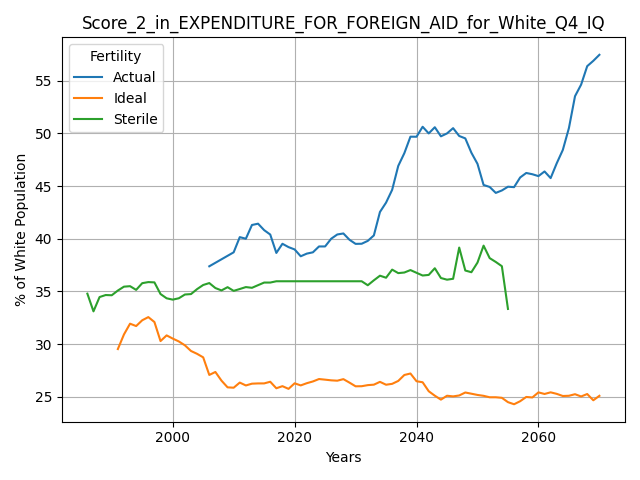 Score_2_in_EXPENDITURE_FOR_FOREIGN_AID_for_White_Q4_IQ
Fertility
Actual
Ideal
Sterile
% of White Population
55
50
45
40
35
30
25
2000
2020
2040
2060
Years